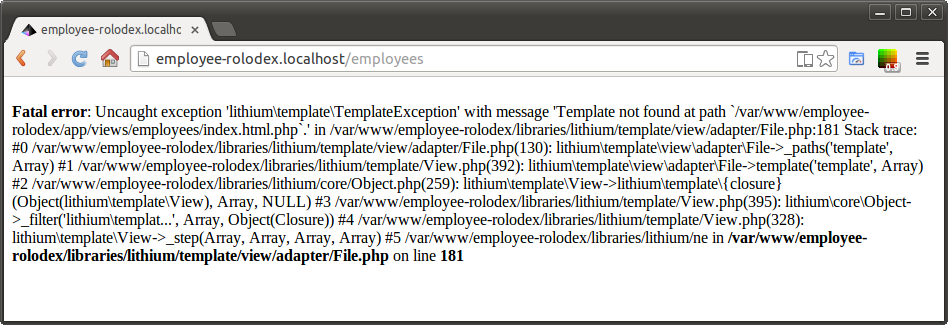 employee-rolodex.localho
employee-rolodex.localhost/employees
0.9
Fatal error: Uncaught exception 'lithium\template\TemplateException' with message 'Template not found at path `/var/www/employee-
rolodex/app/views/employees/index.html.php`.' in /var/www/employee-rolodex/libraries/lithium/template/view/adapter/File.php:181 Stack trace:
#0 /var/www/employee-rolodex/libraries/lithium/template/view/adapter/File.php(130): lithium\template\view\adapter\File->_paths('template',
Array) #1 /var/www/employee-rolodex/libraries/lithium/template/View.php(392): lithium\template\view\adapter\File->template('template', Array)
#2 /var/www/employee-rolodex/libraries/lithium/core/Object.php(259): lithium\template\View->lithium\template\{closure}
(Object(lithium\template\View), Array, NULL) #3 /var/www/employee-rolodex/libraries/lithium/template/View.php(395): lithium\core\Object-
>_filter('lithium\templat...', Array, Object(Closure)) #4 /var/www/employee-rolodex/libraries/lithium/template/View.php(328):
lithium\template\View->_step(Array, Array, Array, Array) #5 /var/www/employee-rolodex/libraries/lithium/ne in /var/www/employee-
rolodex/libraries/lithium/template/view/adapter/File.php on line 181